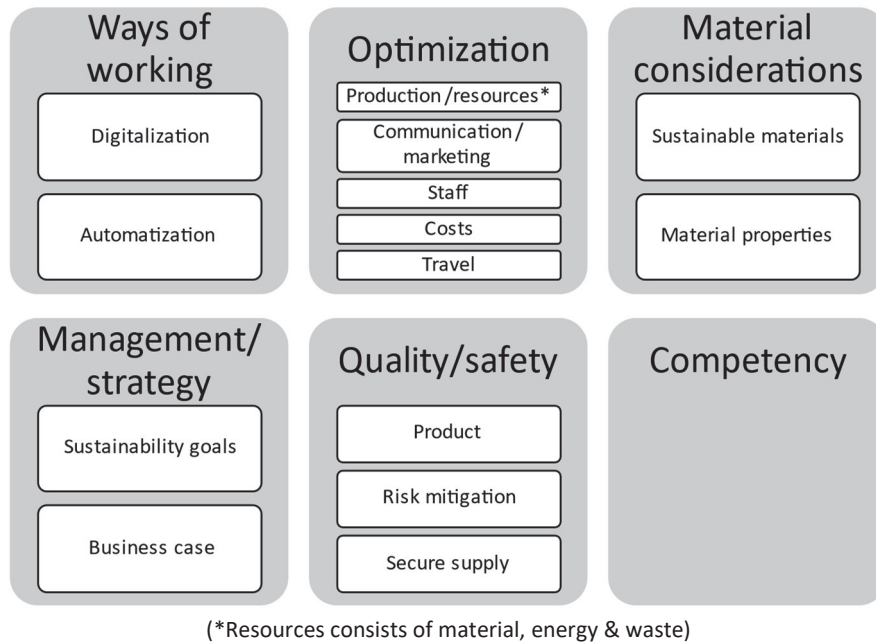 Ways of
working
Digitalization
Automatization
Optimization
Production/resources*
Communication/
marketing
Staff
Costs
Travel
Material
considerations
Sustainable materials
Material properties
Management/
strategy
Sustainability goals
Business case
Quality/safety
Product
Risk mitigation
Secure supply
Competency
(*Resources consists of material, energy & waste)